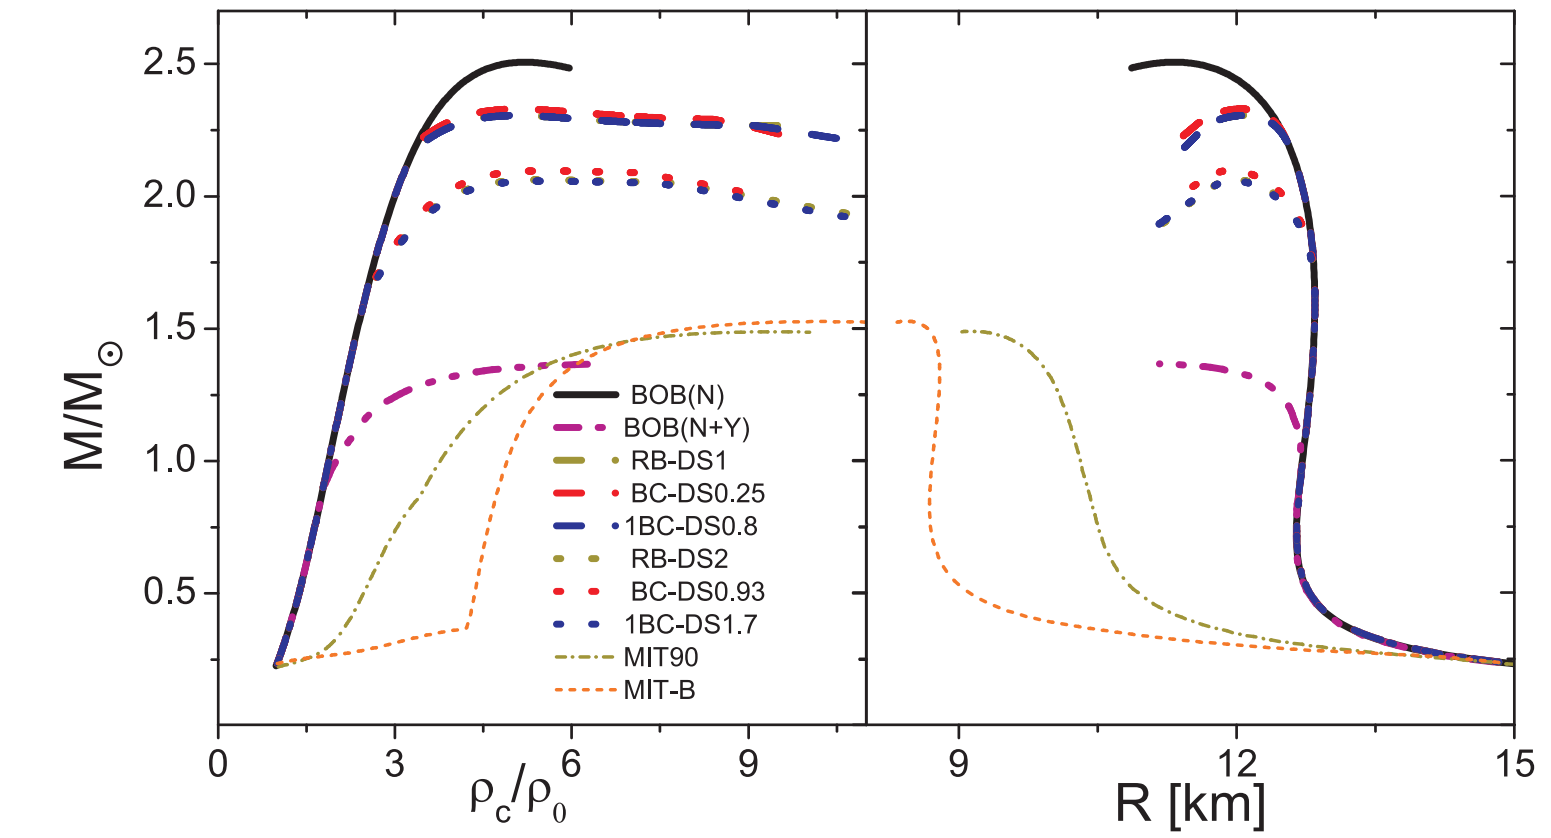 2.5
2.0
1.5
1.0
0.5
M/M⊙
BOB(N)
BOB(N+Y)
RB-DS1
BC-DS0.25
1BC-DS0.8
RB-DS2
BC-DS0.93
1BC-DS1.7
MIT90
MIT-B
0 3 6 9 9 12 15
ρc/ρ0 R [km]